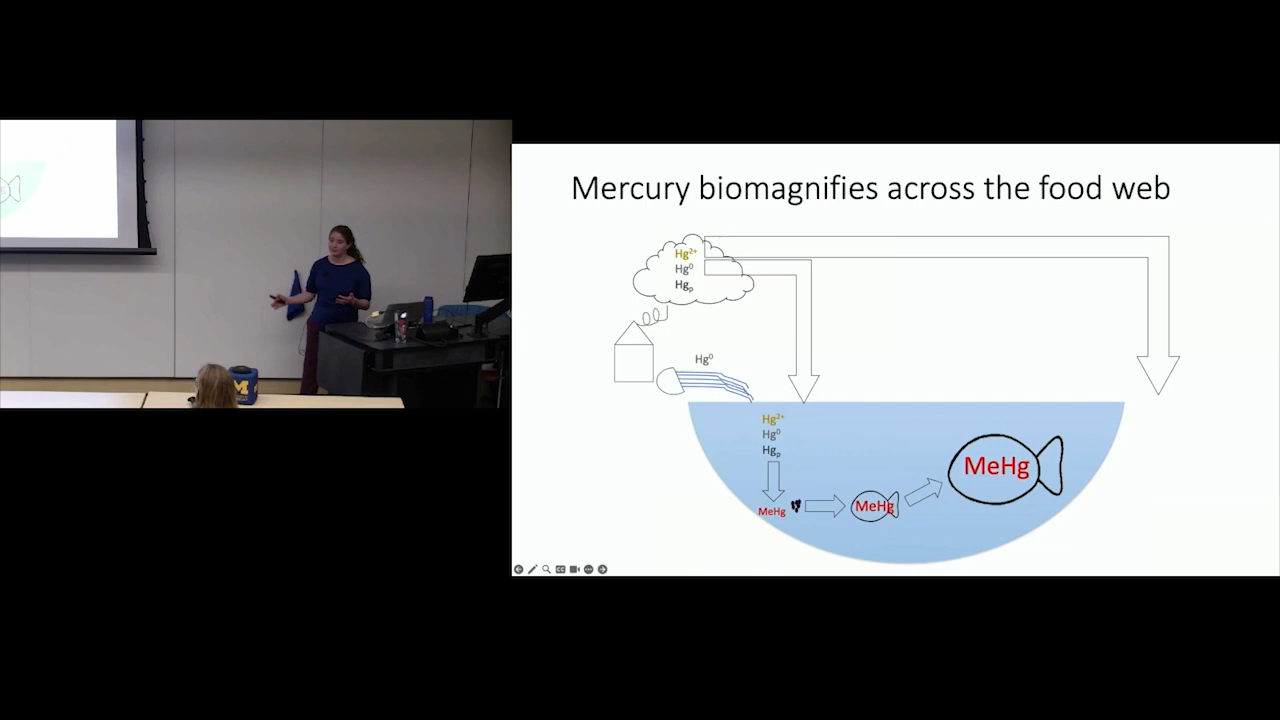 Mercury biomagnifies across the food web
Hg²⁺
Hg⁰
Hgₚ
Hg⁰
Hg²⁺
Hg⁰
Hgₚ
MeHg
MeHg
MeHg
M